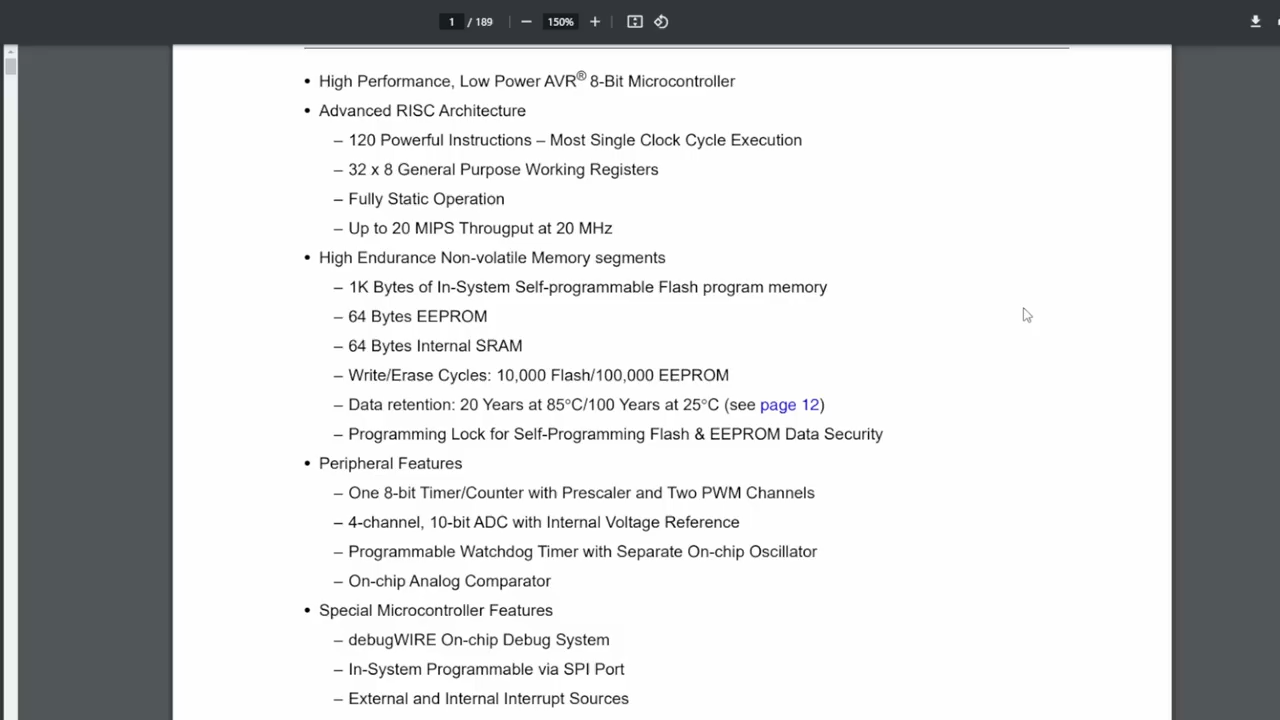 1 / 189 − 150% +
• High Performance, Low Power AVR® 8-Bit Microcontroller
• Advanced RISC Architecture
– 120 Powerful Instructions – Most Single Clock Cycle Execution
– 32 x 8 General Purpose Working Registers
– Fully Static Operation
– Up to 20 MIPS Througput at 20 MHz
• High Endurance Non-volatile Memory segments
– 1K Bytes of In-System Self-programmable Flash program memory
– 64 Bytes EEPROM
– 64 Bytes Internal SRAM
– Write/Erase Cycles: 10,000 Flash/100,000 EEPROM
– Data retention: 20 Years at 85°C/100 Years at 25°C (see page 12)
– Programming Lock for Self-Programming Flash & EEPROM Data Security
• Peripheral Features
– One 8-bit Timer/Counter with Prescaler and Two PWM Channels
– 4-channel, 10-bit ADC with Internal Voltage Reference
– Programmable Watchdog Timer with Separate On-chip Oscillator
– On-chip Analog Comparator
• Special Microcontroller Features
– debugWIRE On-chip Debug System
– In-System Programmable via SPI Port
– External and Internal Interrupt Sources